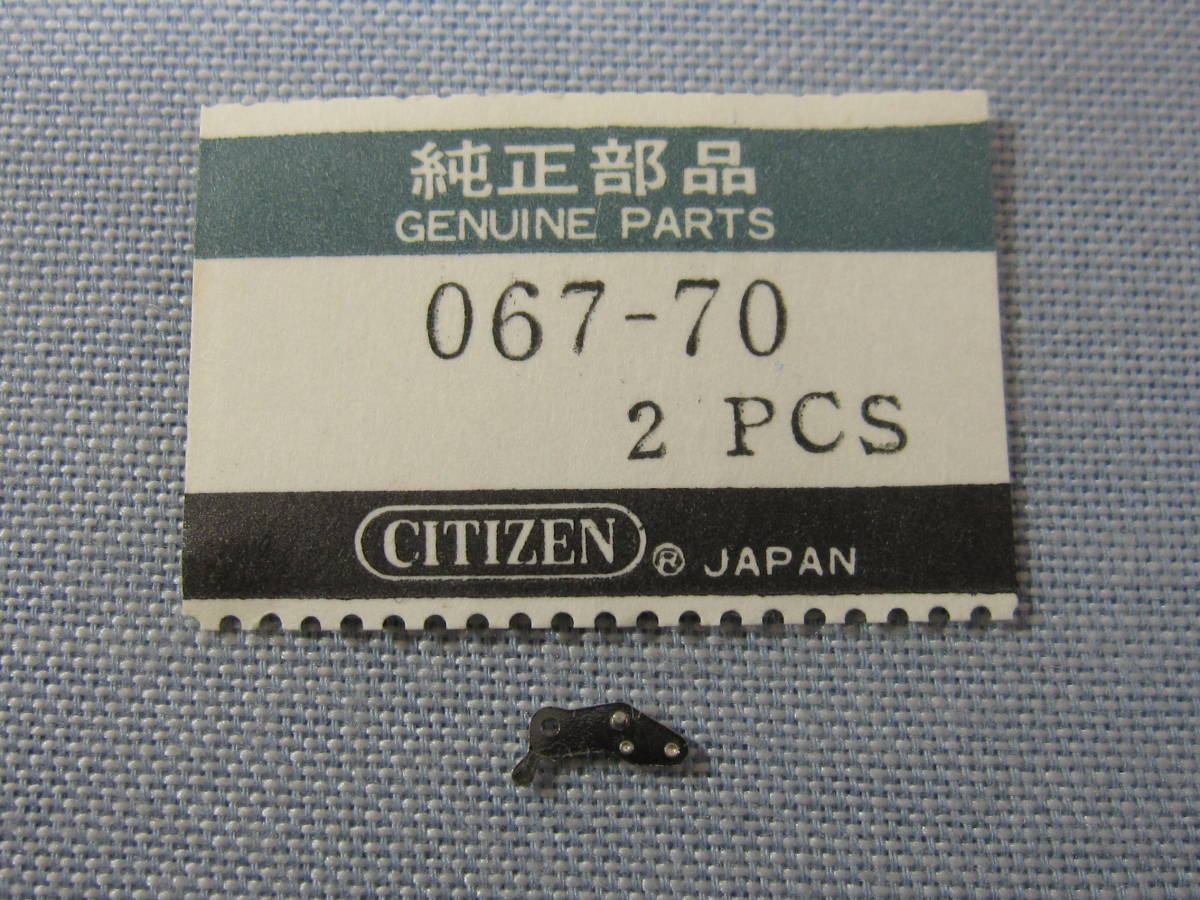 純正部品
GENUINE PARTS
067-70
2 PCS
CITIZEN ® JAPAN